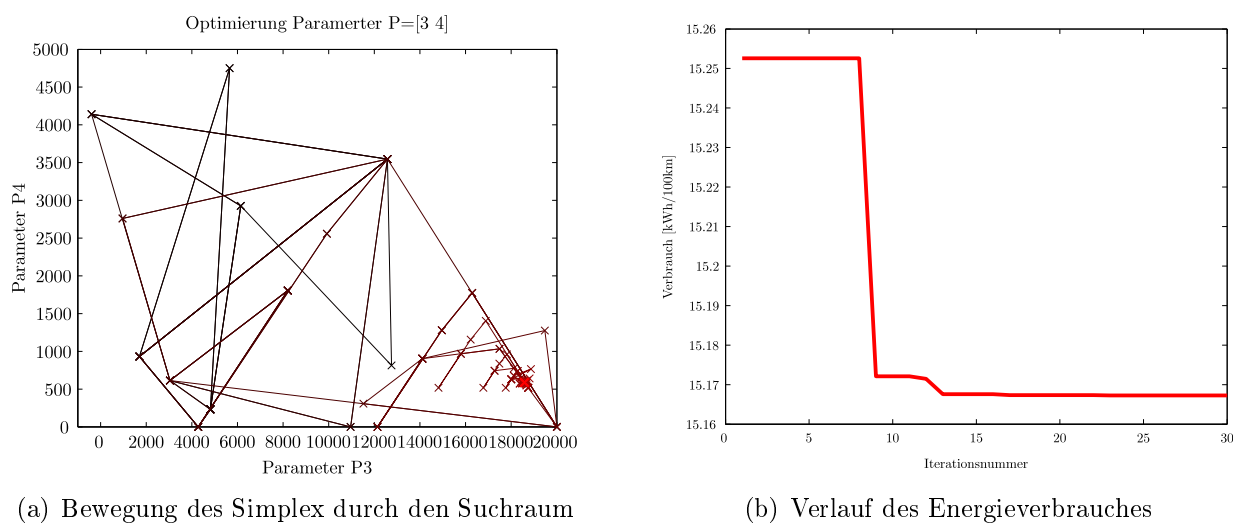 Optimierung Paramerter P=[3 4]
5000
4500
4000
3500
3000
2500
2000
1500
1000
500
0
Parameter P4
0 2000 4000 6000 8000 10000 12000 14000 16000 18000 20000
Parameter P3
(a) Bewegung des Simplex durch den Suchraum
15.26
15.25
15.24
15.23
15.22
15.21
15.2
15.19
15.18
15.17
15.16
Verbrauch [kWh/100km]
0 5 10 15 20 25 30
Iterationsnummer
(b) Verlauf des Energieverbrauches